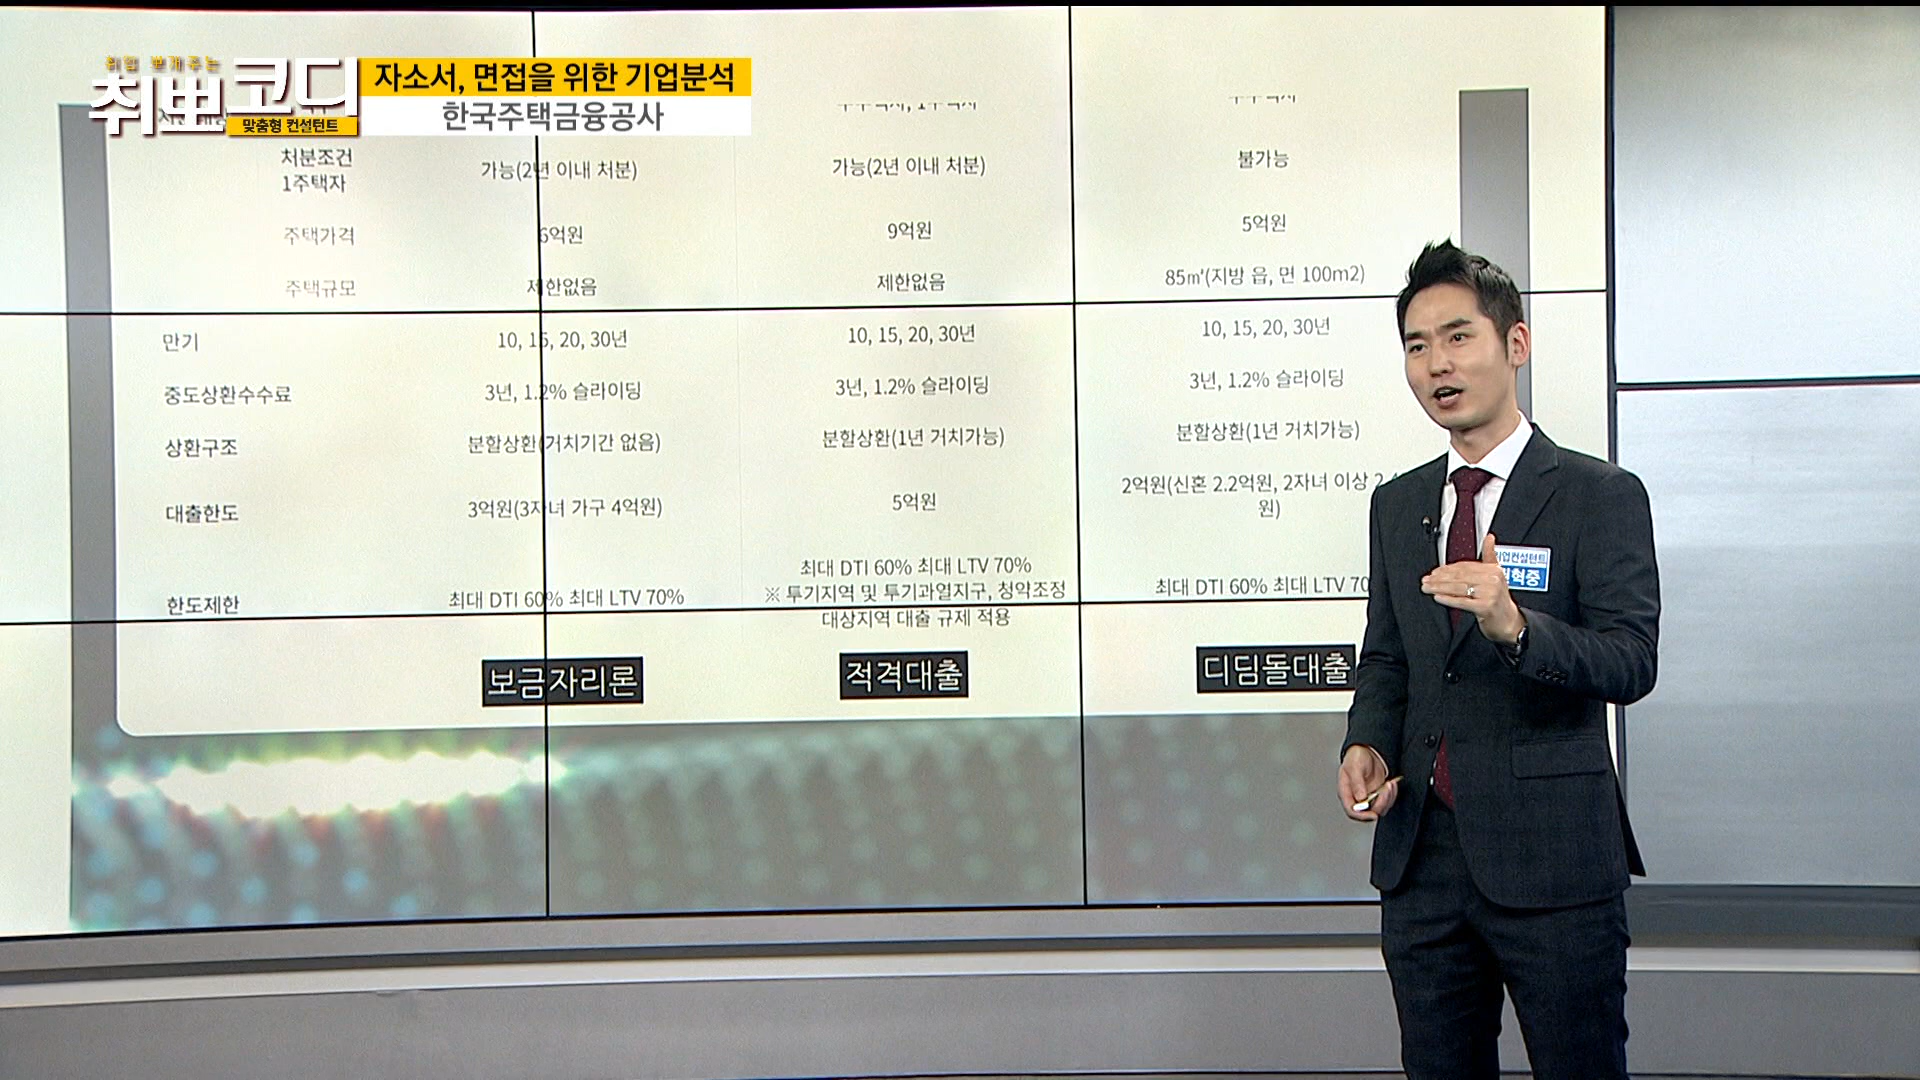 취업 뽀개주는
취뽀코디
맞춤형 컨설턴트
자소서, 면접을 위한 기업분석
한국주택금융공사
처분조건
1주택자
가능(2년 이내 처분)
가능(2년 이내 처분)
불가능
주택가격
6억원
9억원
5억원
주택규모
제한없음
제한없음
85㎡(지방 읍, 면 100m2)
만기
10, 15, 20, 30년
10, 15, 20, 30년
10, 15, 20, 30년
중도상환수수료
3년, 1.2% 슬라이딩
3년, 1.2% 슬라이딩
3년, 1.2% 슬라이딩
상환구조
분할상환(거치기간 없음)
분할상환(1년 거치가능)
분할상환(1년 거치가능)
대출한도
3억원(3자녀 가구 4억원)
5억원
2억원(신혼 2.2억원, 2자녀 이상
원)
한도제한
최대 DTI 60% 최대 LTV 70%
최대 DTI 60% 최대 LTV 70%
※ 투기지역 및 투기과열지구, 청약조정
대상지역 대출 규제 적용
최대 DTI 60% 최대 LTV
보금자리론
적격대출
디딤돌대출